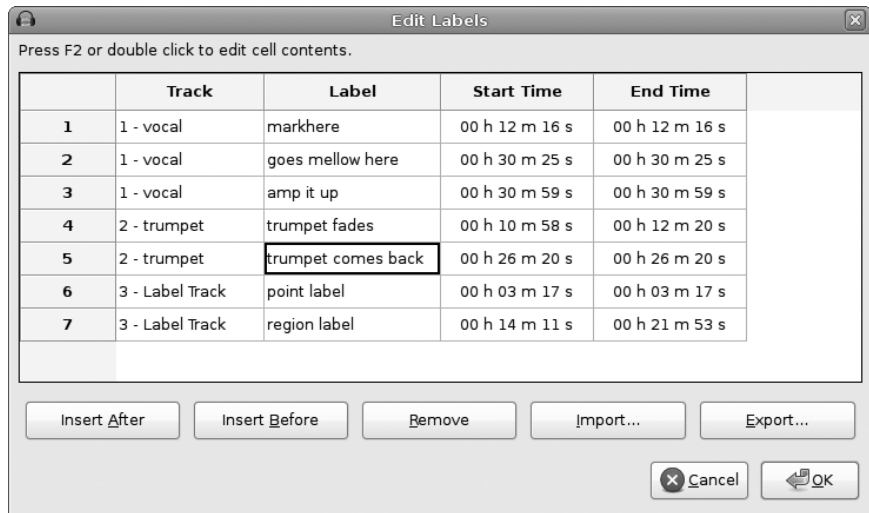 Edit Labels
Press F2 or double click to edit cell contents.
Track Label Start Time End Time
1 1 - vocal markhere 00 h 12 m 16 s 00 h 12 m 16 s
2 1 - vocal goes mellow here 00 h 30 m 25 s 00 h 30 m 25 s
3 1 - vocal amp it up 00 h 30 m 59 s 00 h 30 m 59 s
4 2 - trumpet trumpet fades 00 h 10 m 58 s 00 h 12 m 20 s
5 2 - trumpet trumpet comes back 00 h 26 m 20 s 00 h 26 m 20 s
6 3 - Label Track point label 00 h 03 m 17 s 00 h 03 m 17 s
7 3 - Label Track region label 00 h 14 m 11 s 00 h 21 m 53 s
Insert After Insert Before Remove Import... Export...
Cancel OK